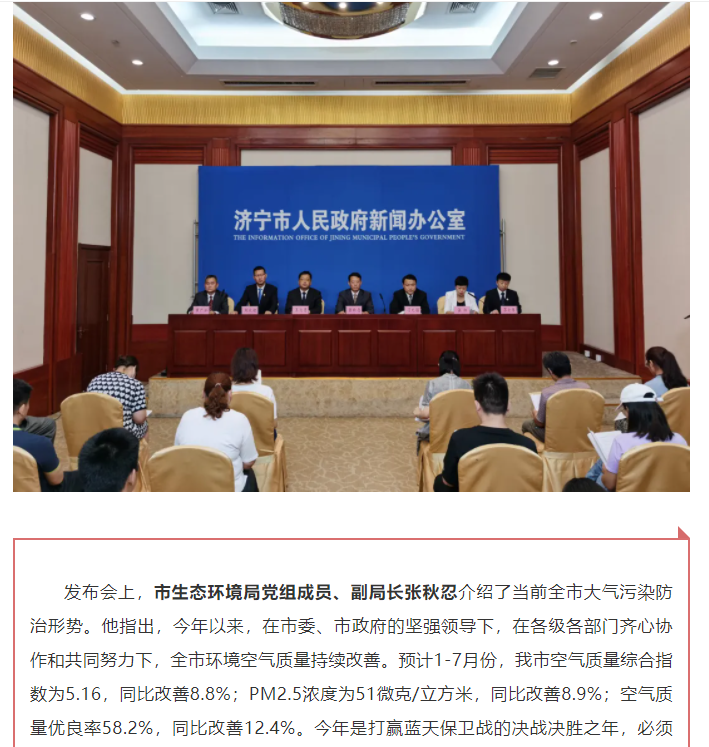 济宁市人民政府新闻办公室
THE INFORMATION OFFICE OF JINING MUNICIPAL PEOPLE'S GOVERNMENT
发布会上，市生态环境局党组成员、副局长张秋忍介绍了当前全市大气污染防
治形势。他指出，今年以来，在市委、市政府的坚强领导下，在各级各部门齐心协
作和共同努力下，全市环境空气质量持续改善。预计1-7月份，我市空气质量综合指
数为5.16，同比改善8.8%；PM2.5浓度为51微克/立方米，同比改善8.9%；空气质
量优良率58.2%，同比改善12.4%。今年是打赢蓝天保卫战的决战决胜之年，必须